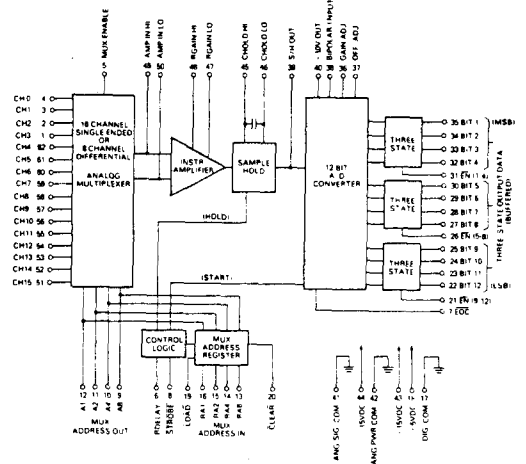 MUX ENABLE
5
AMP IN HI
AMP IN LO
50
RGAIN HI
RGAIN LO
47
CHOLD HI
CHOLD LO
S/H OUT
-10V OUT
BIPOLAR INPUT
GAIN ADJ
OFF ADJ
40
38
36
37
CH0 4
CH1 3
CH2 2
CH3 1
CH4 62
CH5 61
CH6 60
CH7 59
CH8 58
CH9 57
CH10 56
CH11 55
CH12 54
CH13 53
CH14 52
CH15 51
16 CHANNEL
SINGLE ENDED
OR
8 CHANNEL
DIFFERENTIAL
ANALOG
MULTIPLEXER
INSTR
AMPLIFIER
SAMPLE
HOLD
12 BIT
A/D
CONVERTER
THREE
STATE
35 BIT 1 (MSB)
34 BIT 2
33 BIT 3
32 BIT 4
31 EN (1-4)
THREE
STATE
30 BIT 5
29 BIT 6
28 BIT 7
27 BIT 8
26 EN (5-8)
THREE
STATE
25 BIT 9
24 BIT 10
23 BIT 11
22 BIT 12 (LSB)
21 EN (9-12)
7 EOC
THREE STATE OUTPUT DATA
(BUFFERED)
(HOLD)
(START)
CONTROL
LOGIC
MUX
ADDRESS
REGISTER
12
11
10
9
A1
A2
A4
A8
MUX
ADDRESS OUT
6
8
19
16
15
14
13
20
RDELAY
STROBE
LOAD
RA1
RA2
RA4
RA8
CLEAR
MUX
ADDRESS IN
ANG SIG COM
42
ANG PWR COM
43
17
DIG COM